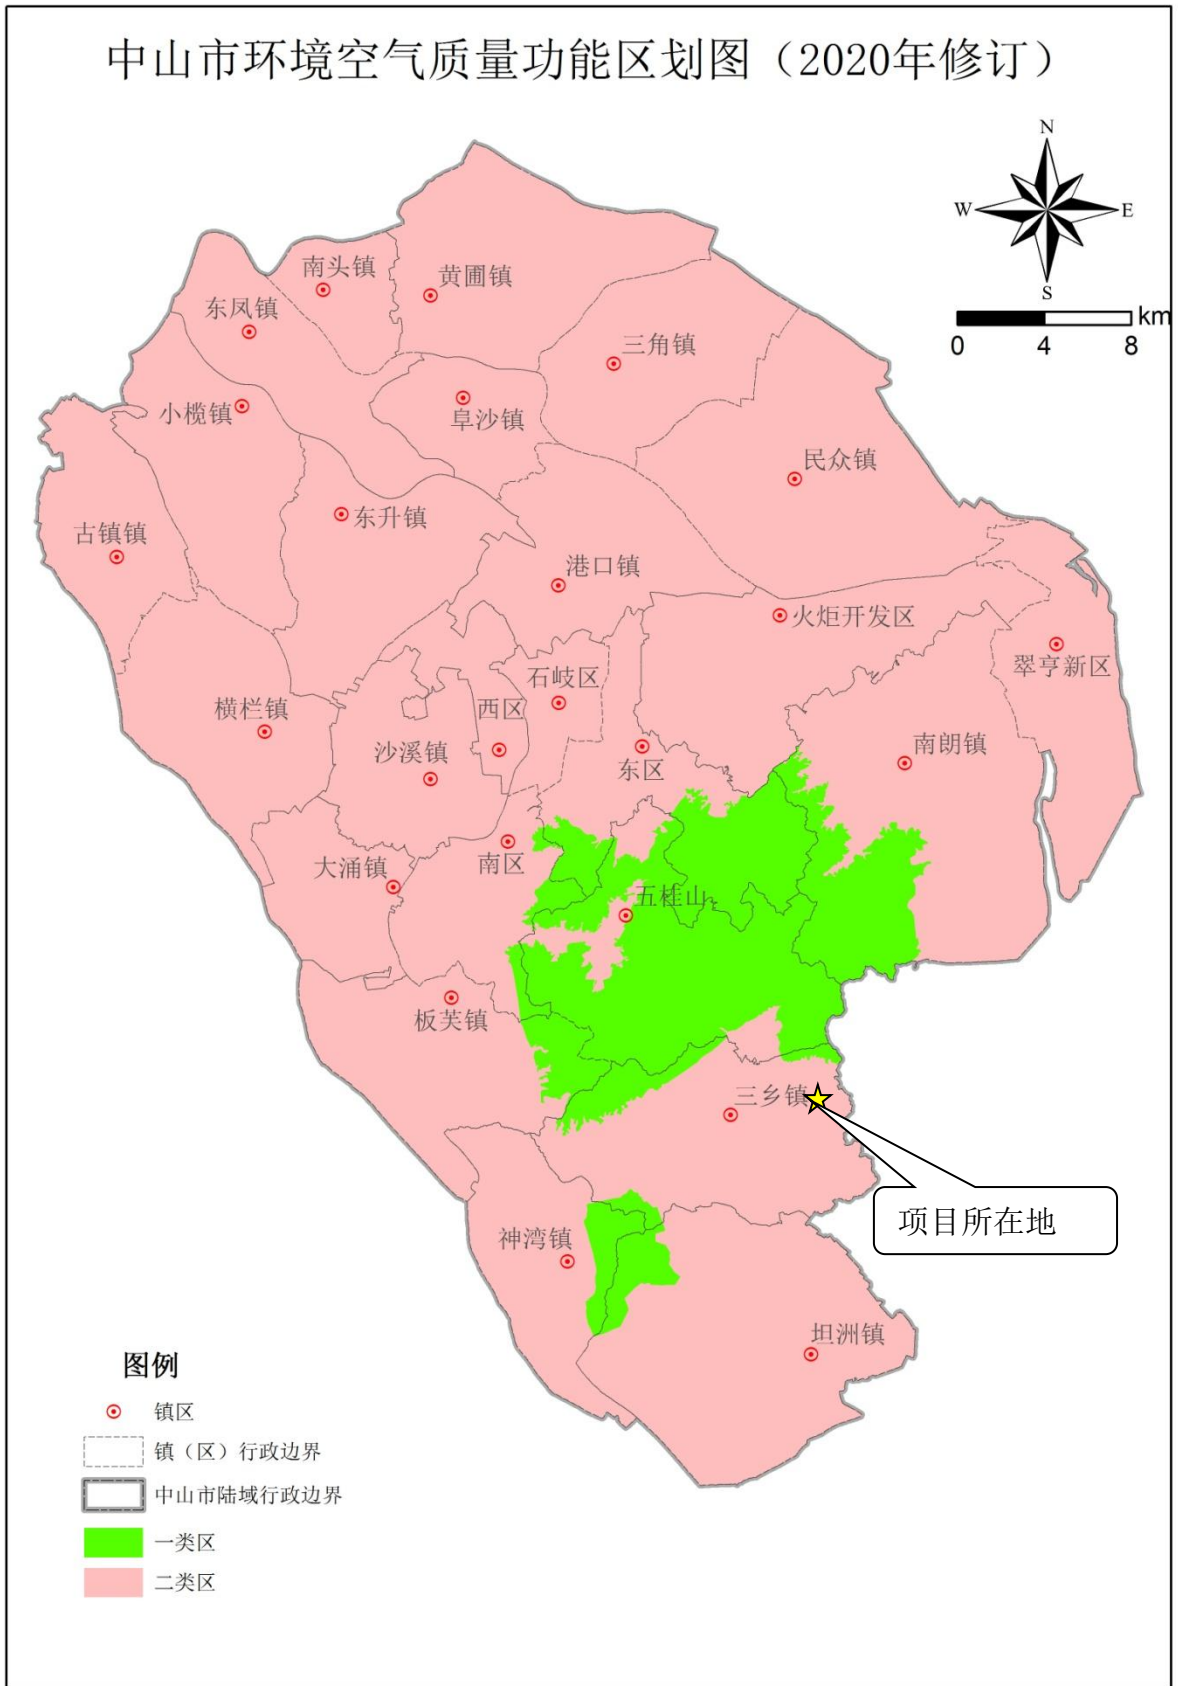 中山市环境空气质量功能区划图（2020年修订）
N
W
E
S
km
0 4 8
南头镇
黄圃镇
东凤镇
三角镇
小榄镇
阜沙镇
民众镇
古镇镇
东升镇
港口镇
火炬开发区
翠亨新区
石岐区
西区
横栏镇
沙溪镇
东区
南朗镇
南区
大涌镇
五桂山
板芙镇
三乡镇
项目所在地
神湾镇
坦洲镇
图例
镇区
镇（区）行政边界
中山市陆域行政边界
一类区
二类区